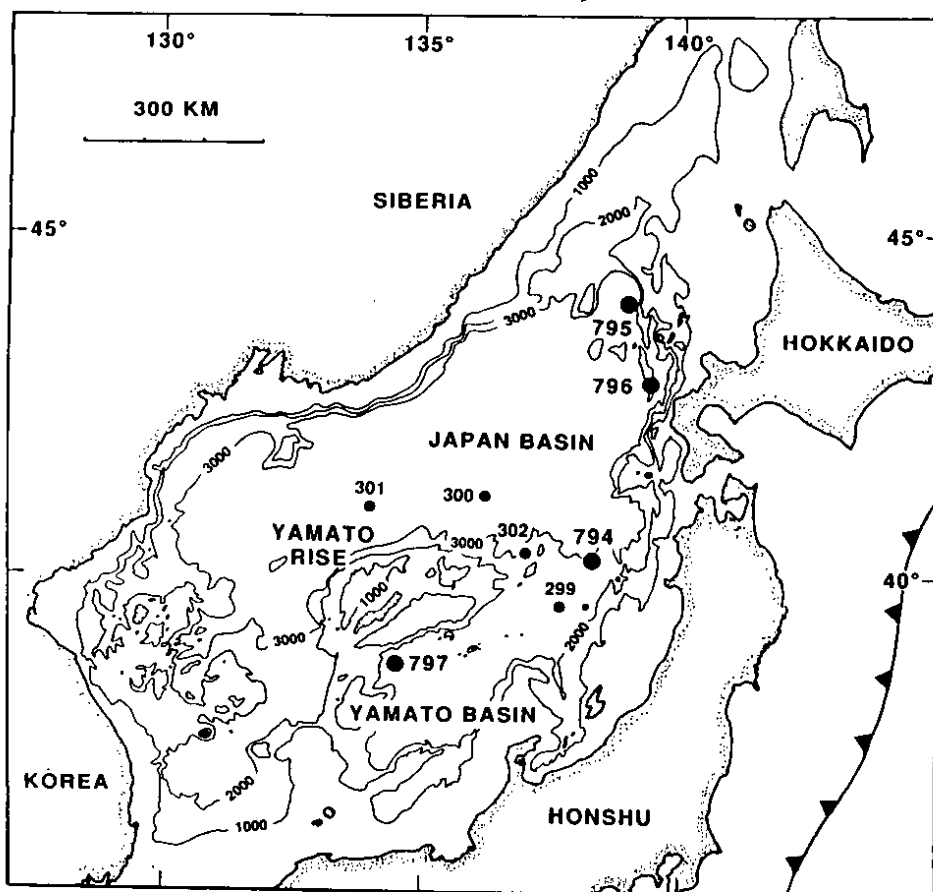 130°
135°
140°
300 KM
1000
SIBERIA
2000
45°
45°
3000
795
HOKKAIDO
796
JAPAN BASIN
3000
301
300
302
794
YAMATO
RISE
3000
40°
1000
299
3000
2000
797
YAMATO BASIN
KOREA
2000
1000
HONSHU